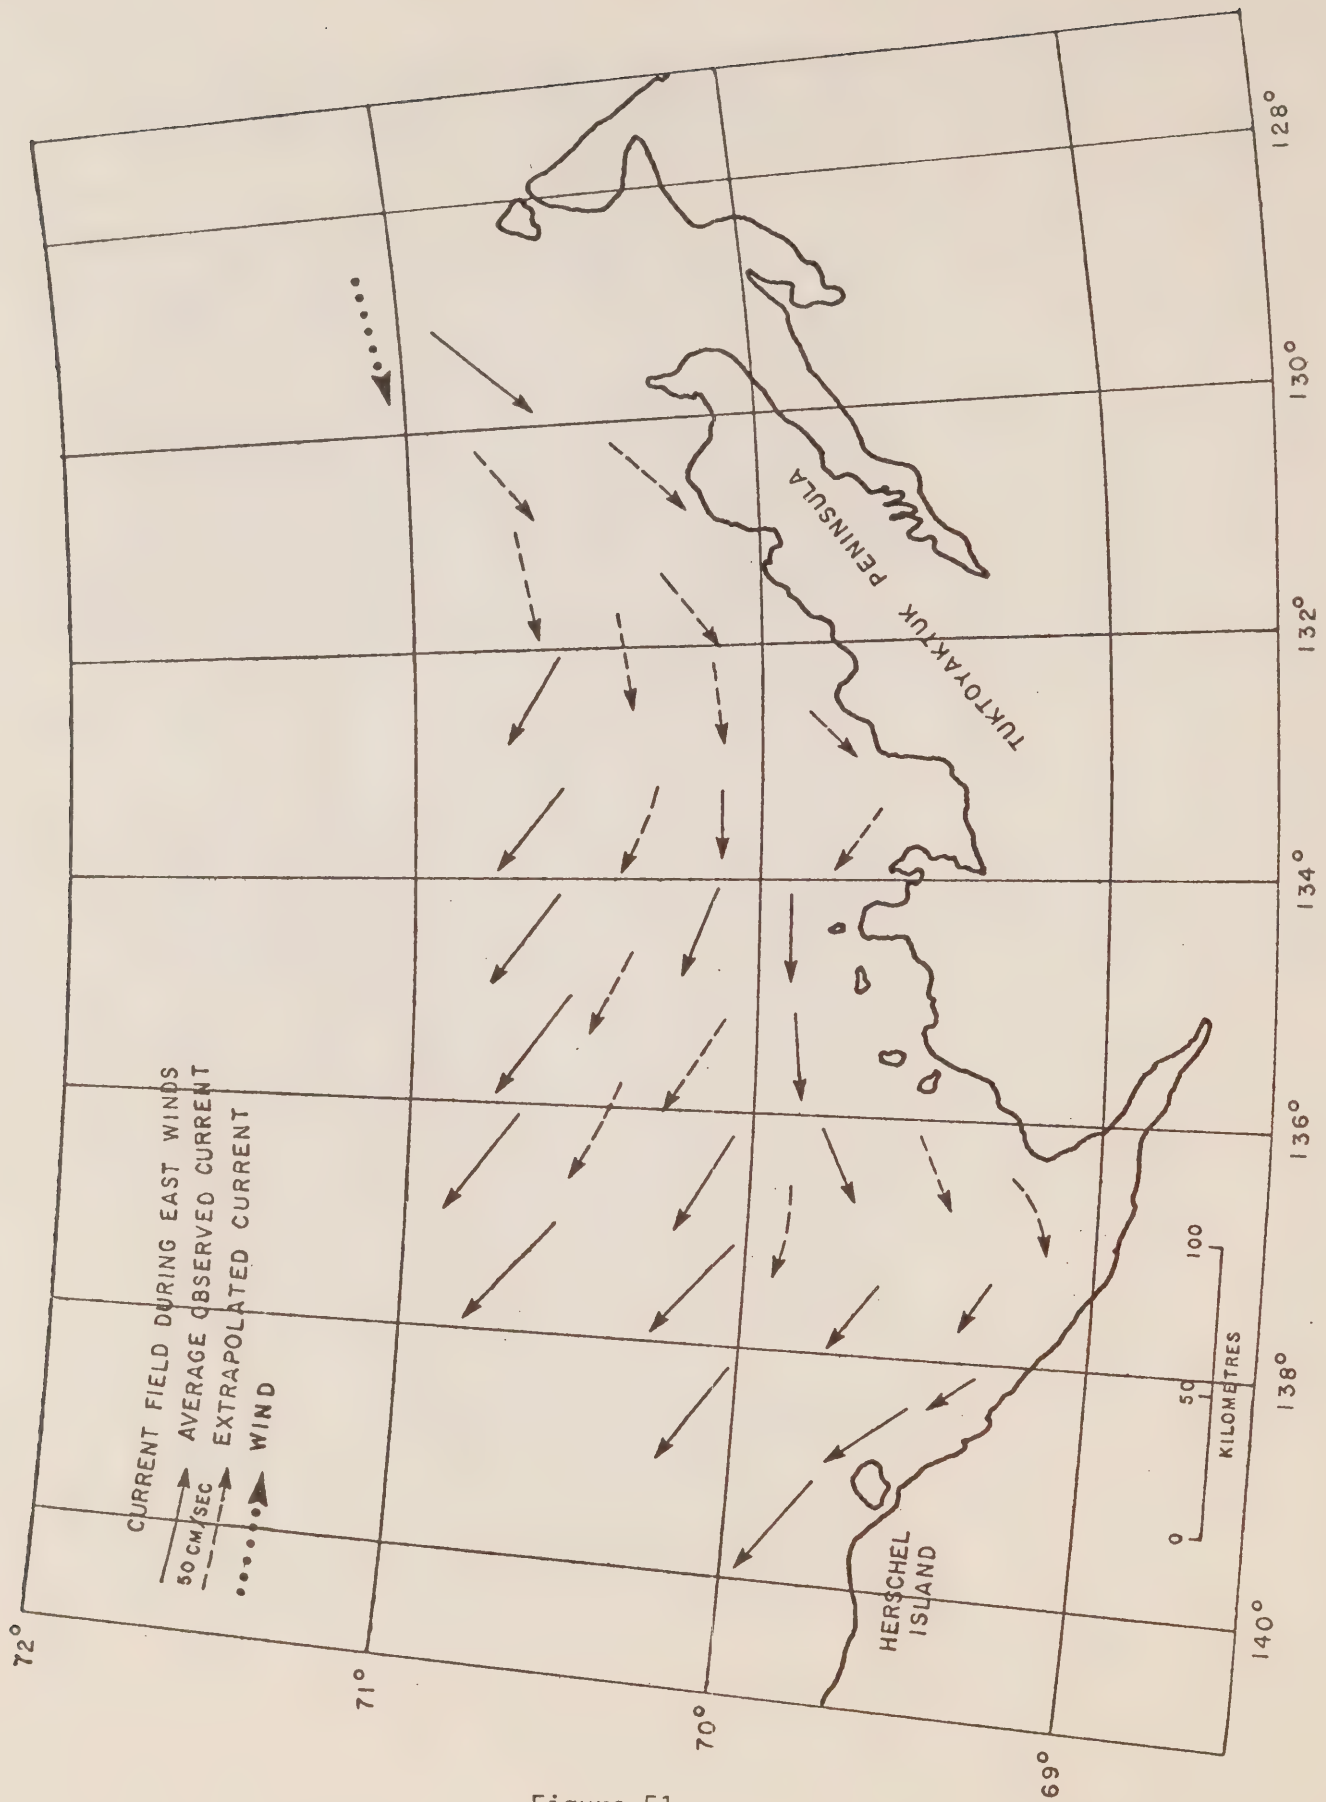 CURRENT FIELD DURING EAST WINDS
AVERAGE OBSERVED CURRENT
50 CM/SEC
EXTRAPOLATED CURRENT
WIND
72°
71°
70°
69°
TUKTOYAKTUK PENINSULA
HERSCHEL
ISLAND
0 50 100
KILOMETRES
140° 138° 136° 134° 132° 130° 128°
Figure 51